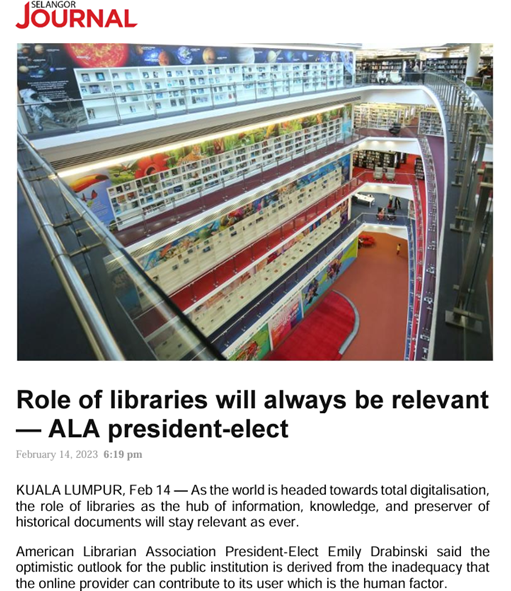 SELANGOR
JOURNAL
Role of libraries will always be relevant
— ALA president-elect
February 14, 2023 6:19 pm
KUALA LUMPUR, Feb 14 — As the world is headed towards total digitalisation,
the role of libraries as the hub of information, knowledge, and preserver of
historical documents will stay relevant as ever.
American Librarian Association President-Elect Emily Drabinski said the
optimistic outlook for the public institution is derived from the inadequacy that
the online provider can contribute to its user which is the human factor.